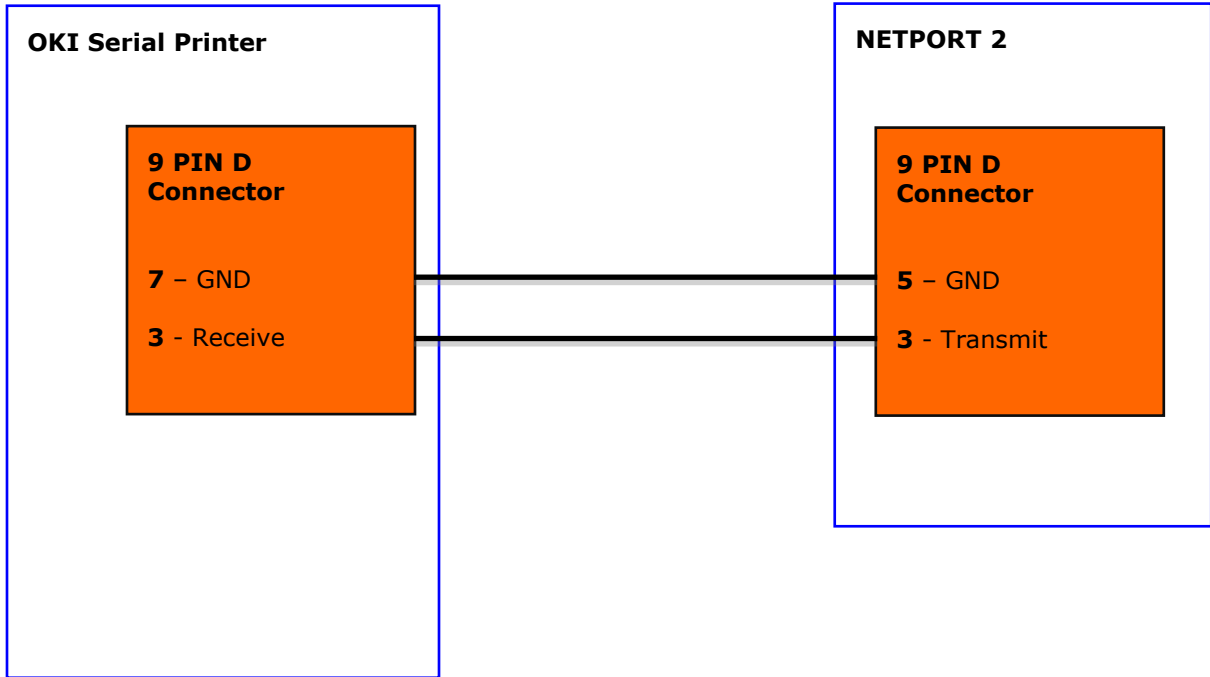 OKI Serial Printer
9 PIN D
Connector
7 – GND
3 - Receive
NETPORT 2
9 PIN D
Connector
5 – GND
3 - Transmit